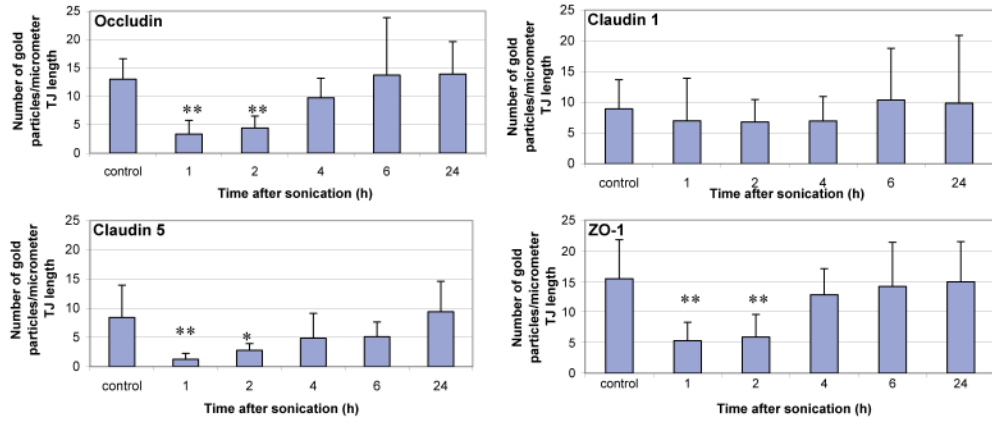 Occludin
Number of gold
particles/micrometer
TJ length
25
20
15
10
5
0
** **
control 1 2 4 6 24
Time after sonication (h)
Claudin 1
Number of gold
particles/micrometer
TJ length
25
20
15
10
5
0
control 1 2 4 6 24
Time after sonication (h)
Claudin 5
Number of gold
particles/micrometer
TJ length
25
20
15
10
5
0
** *
control 1 2 4 6 24
Time after sonication (h)
ZO-1
Number of gold
particles/micrometer
TJ length
25
20
15
10
5
0
** **
control 1 2 4 6 24
Time after sonication (h)